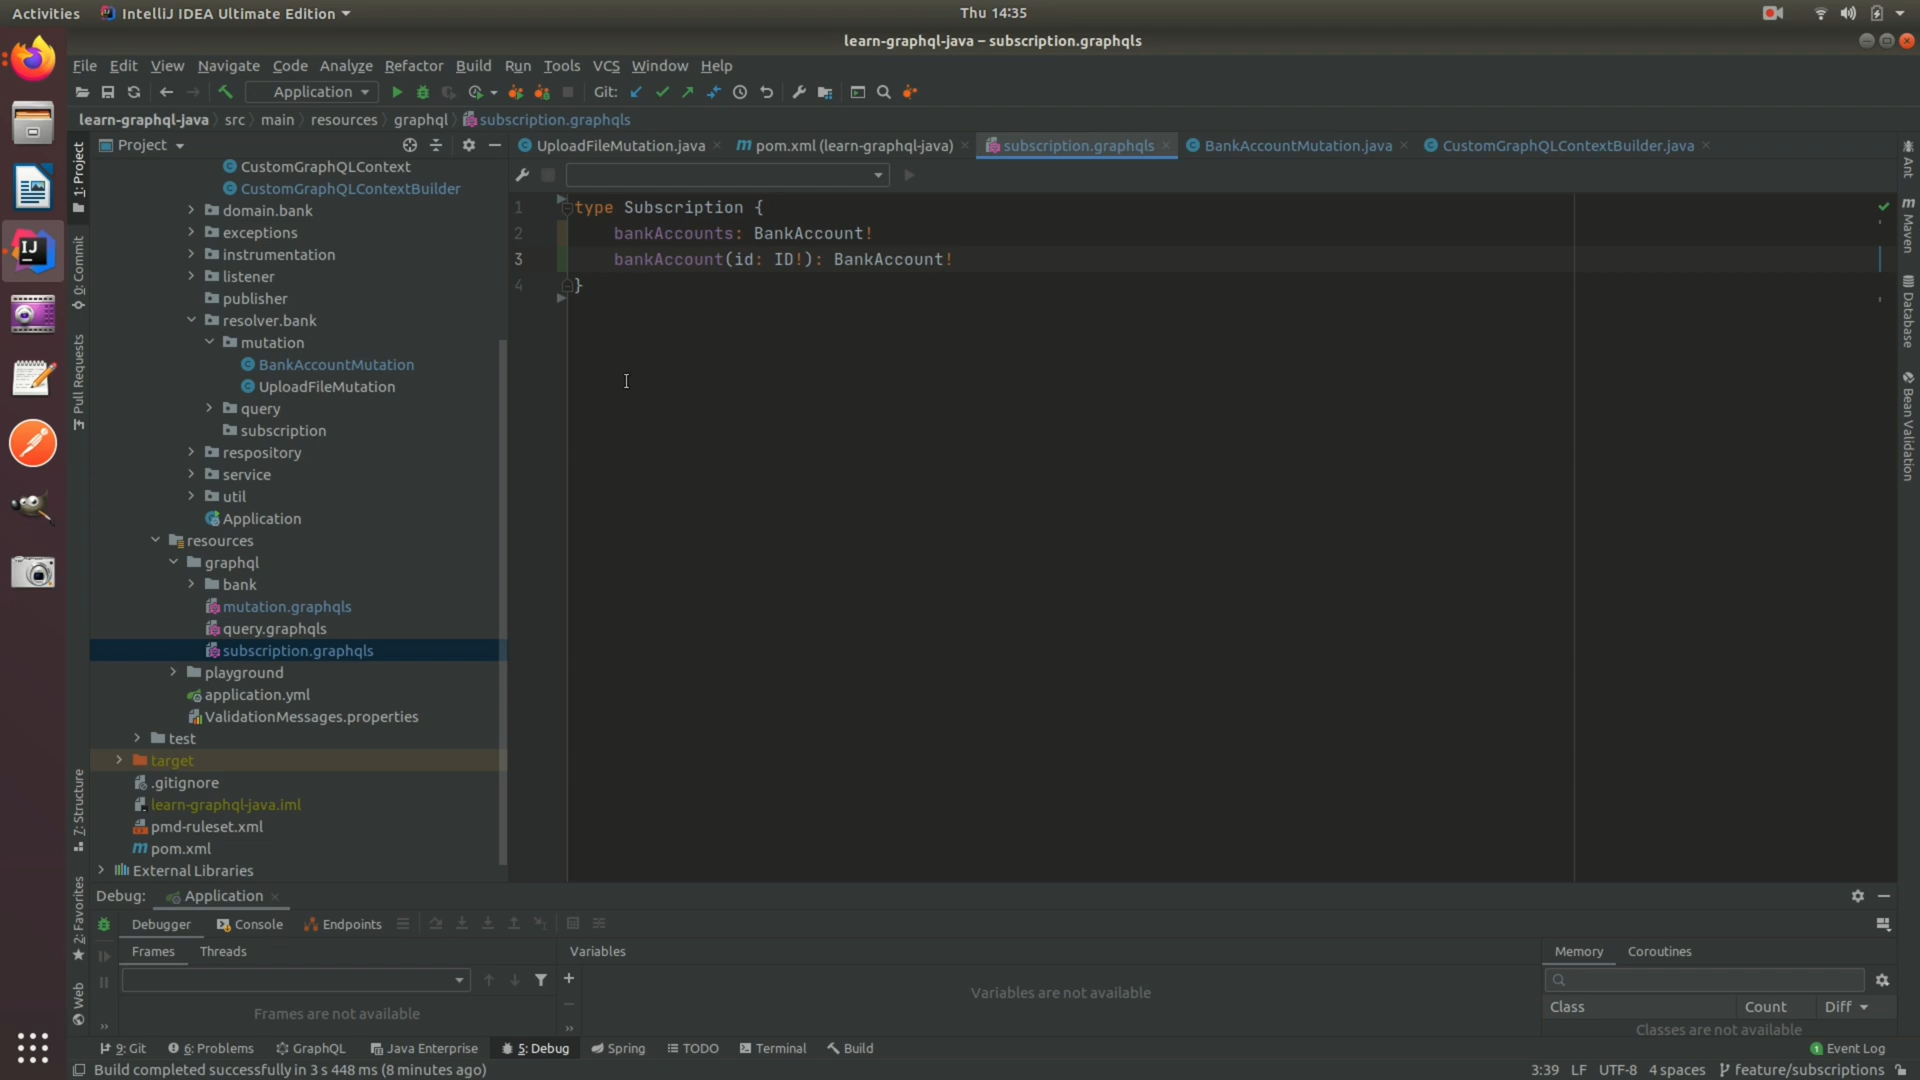 Activities
IntelliJ IDEA Ultimate Edition
Thu 14:35
learn-graphql-java – subscription.graphqls
File Edit View Navigate Code Analyze Refactor Build Run Tools VCS Window Help
Application
Git:
learn-graphql-java src main resources graphql subscription.graphqls
Project
UploadFileMutation.java
pom.xml (learn-graphql-java)
subscription.graphqls
BankAccountMutation.java
CustomGraphQLContextBuilder.java
1: Project
0: Commit
Pull Requests
7: Structure
2: Favorites
Web
CustomGraphQLContext
CustomGraphQLContextBuilder
domain.bank
exceptions
instrumentation
listener
publisher
resolver.bank
mutation
BankAccountMutation
UploadFileMutation
query
subscription
respository
service
util
Application
resources
graphql
bank
mutation.graphqls
query.graphqls
subscription.graphqls
playground
application.yml
ValidationMessages.properties
test
target
.gitignore
learn-graphql-java.iml
pmd-ruleset.xml
pom.xml
External Libraries
1 type Subscription {
2 bankAccounts: BankAccount!
3 bankAccount(id: ID!): BankAccount!
4 }
Ant
Maven
Database
Bean Validation
Debug: Application
Debugger Console Endpoints
Frames Threads
Variables
Memory Coroutines
Frames are not available
Variables are not available
Class Count Diff
Classes are not available
9: Git 6: Problems GraphQL Java Enterprise 5: Debug Spring TODO Terminal Build
1 Event Log
Build completed successfully in 3 s 448 ms (8 minutes ago)
3:39 LF UTF-8 4 spaces feature/subscriptions